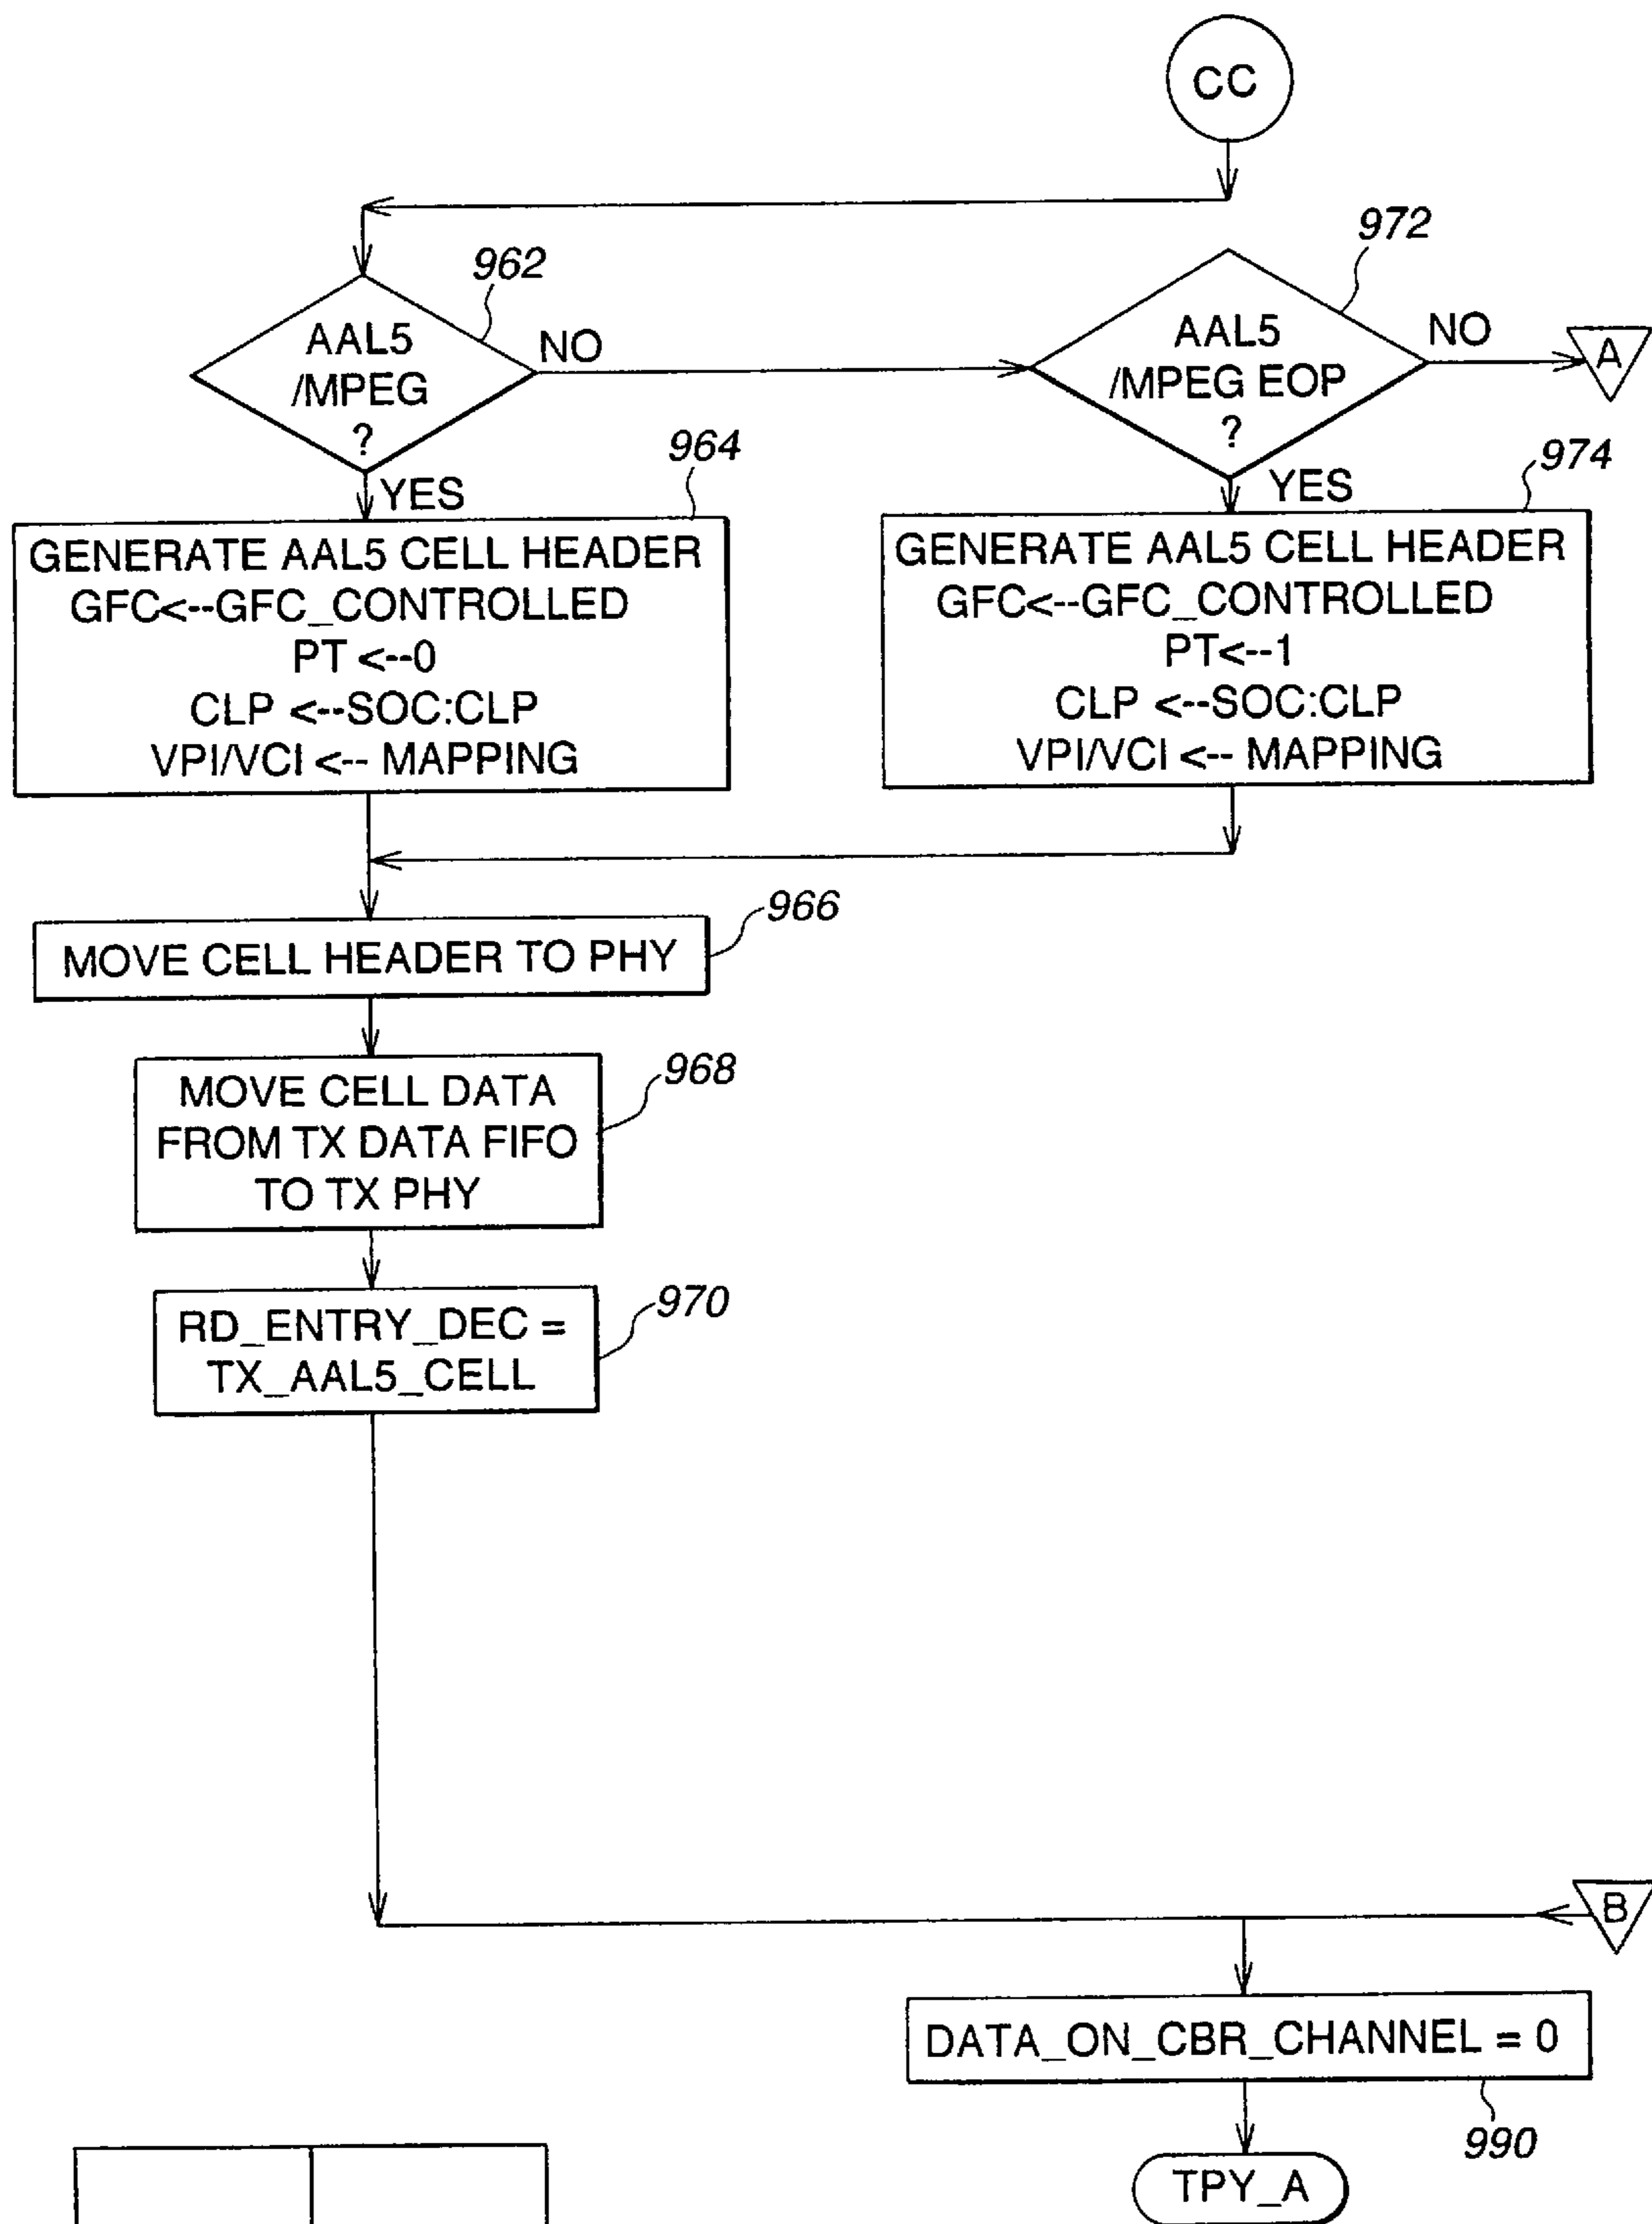 CC
962
AAL5
/MPEG
?
NO
YES
972
AAL5
/MPEG EOP
?
NO
A
YES
964
GENERATE AAL5 CELL HEADER
GFC<--GFC_CONTROLLED
PT <--0
CLP <--SOC:CLP
VPI/VCI <-- MAPPING
974
GENERATE AAL5 CELL HEADER
GFC<--GFC_CONTROLLED
PT<--1
CLP <--SOC:CLP
VPI/VCI <-- MAPPING
966
MOVE CELL HEADER TO PHY
968
MOVE CELL DATA
FROM TX DATA FIFO
TO TX PHY
970
RD_ENTRY_DEC =
TX_AAL5_CELL
B
DATA_ON_CBR_CHANNEL = 0
990
TPY_A